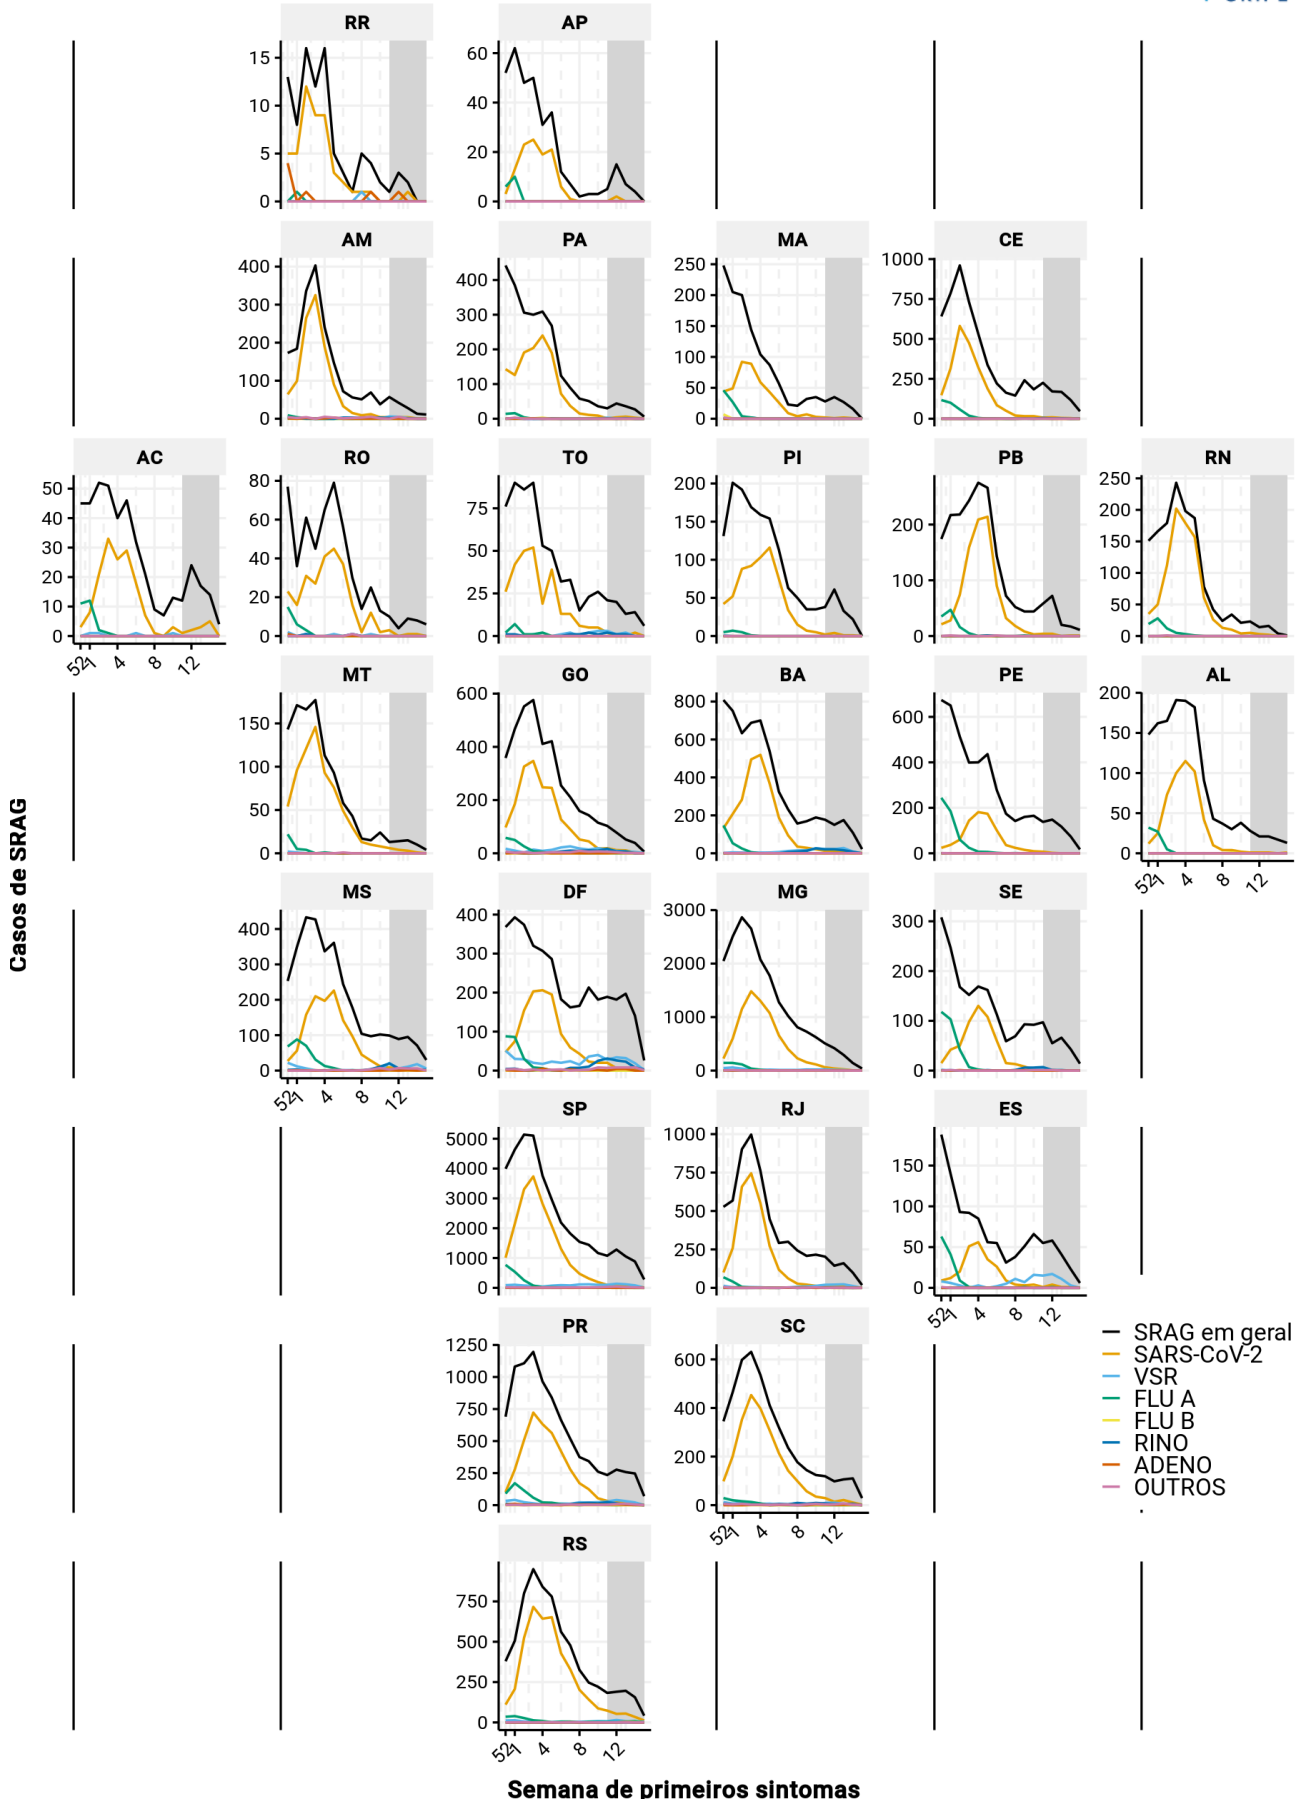 RR AP
15 60
10 40
5 20
0 0
AM PA MA CE
400 400 250 1000
300 300 200 750
200 200 150 500
100 100 100 250
0 0 50 0
0
AC RO TO PI PB RN
50 80 75 200 200 250
40 60 50 150 100 200
30 40 25 100 0 150
20 20 0 50 100
10 0 0 50
0 0
52 1 4 8 12
MT GO BA PE AL
150 600 800 600 200
100 400 600 400 150
50 200 400 200 100
0 0 200 0 50
0 0
52 1 4 8 12
Casos de SRAG
MS DF MG SE
400 400 3000 300
300 300 2000 200
200 200 1000 100
100 100 0 0
0 0
52 1 4 8 12
SP RJ ES
5000 1000 150
4000 750 100
3000 500 50
2000 250 0
1000 0
0
52 1 4 8 12
PR SC
1250 600
1000 400
750 200
500 0
250
0
52 1 4 8 12
SRAG em geral
SARS-CoV-2
VSR
FLU A
FLU B
RINO
ADENO
OUTROS
RS
750
500
250
0
52 1 4 8 12
Semana de primeiros sintomas